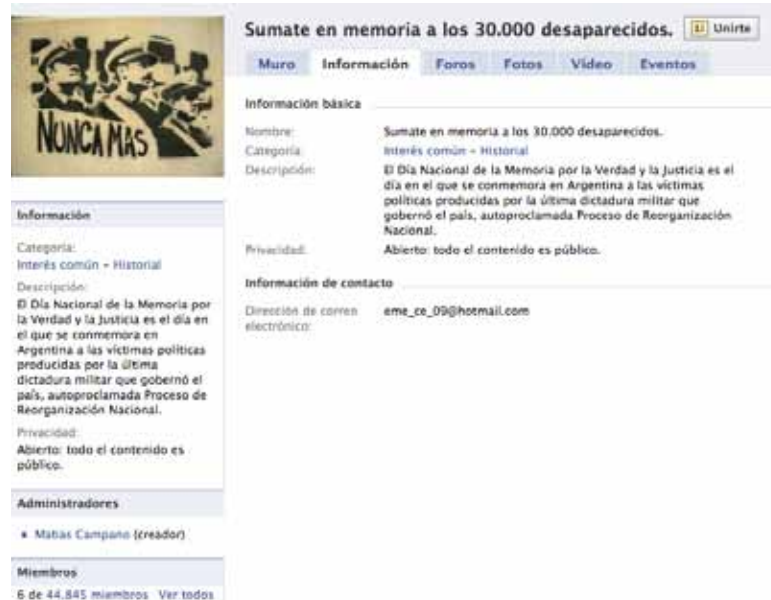 Sumate en memoria a los 30.000 desaparecidos.
Unirte
Muro Información Foros Fotos Vídeo Eventos
NUNCA MAS
Información básica
Nombre: Sumate en memoria a los 30.000 desaparecidos.
Categoría: Interés común - Historial
Descripción: El Día Nacional de la Memoria por la Verdad y la Justicia es el
día en el que se conmemora en Argentina a las víctimas
políticas producidas por la última dictadura militar que
gobernó el país, autoproclamada Proceso de Reorganización
Nacional.
Privacidad: Abierto: todo el contenido es público.
Información de contacto
Dirección de correo
electrónico:
eme_ce_09@hotmail.com
Información
Categoría:
Interés común - Historial
Descripción:
El Día Nacional de la Memoria por
la Verdad y la Justicia es el día en
el que se conmemora en
Argentina a las víctimas políticas
producidas por la última
dictadura militar que gobernó el
país, autoproclamada Proceso de
Reorganización Nacional.
Privacidad:
Abierto: todo el contenido es
público.
Administradores
Matias Campano (creador)
Miembros
6 de 44.845 miembros Ver todos